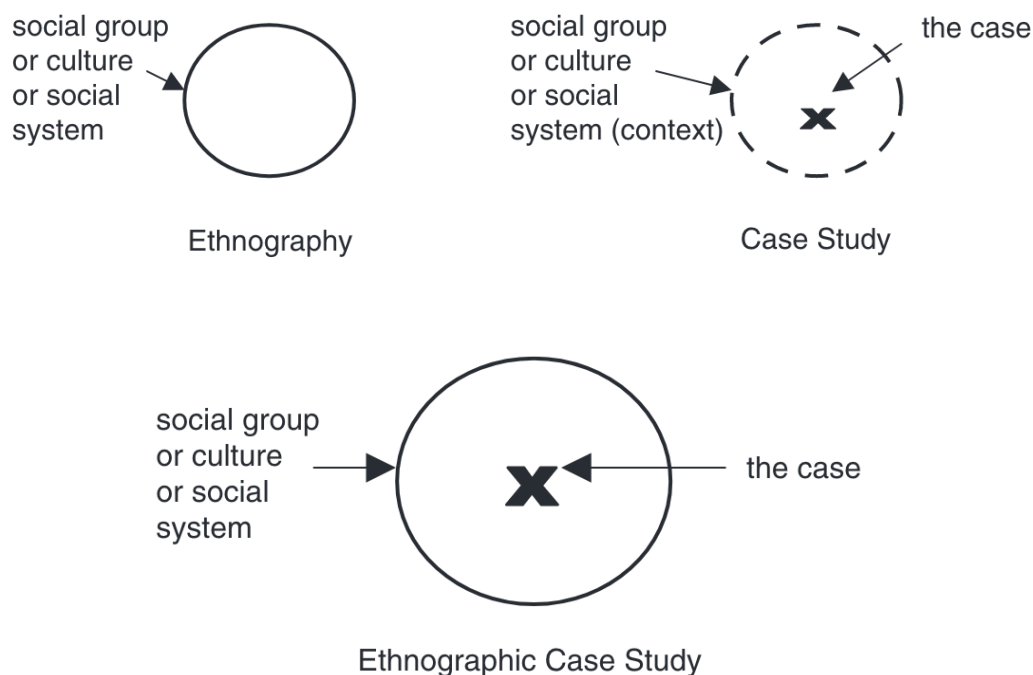 social group
or culture
or social
system
Ethnography
social group
or culture
or social
system (context)
the case
Case Study
social group
or culture
or social
system
the case
Ethnographic Case Study